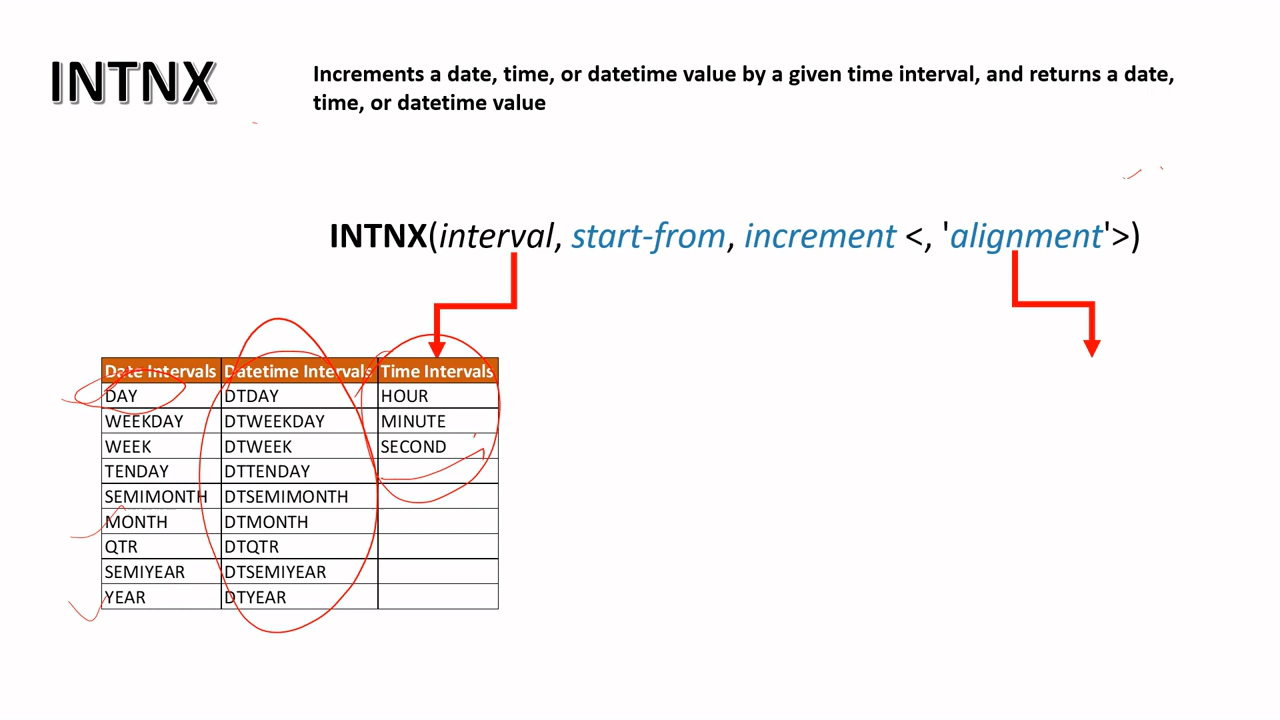 INTNX
Increments a date, time, or datetime value by a given time interval, and returns a date,
time, or datetime value
INTNX(interval, start-from, increment <, 'alignment'>)
Date Intervals Datetime Intervals Time Intervals
DAY DTDAY HOUR
WEEKDAY DTWEEKDAY MINUTE
WEEK DTWEEK SECOND
TENDAY DTTENDAY
SEMIMONTH DTSEMIMONTH
MONTH DTMONTH
QTR DTQTR
SEMIYEAR DTSEMIYEAR
YEAR DTYEAR